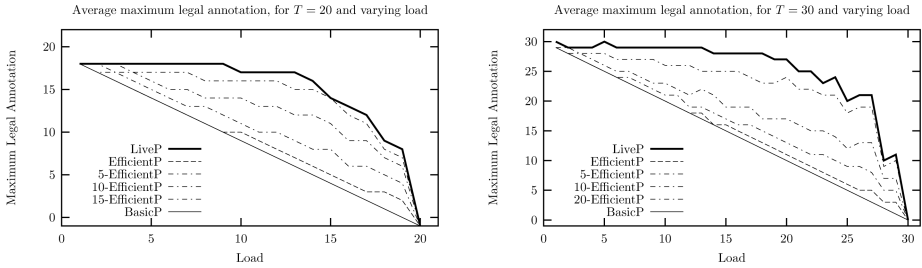 Average maximum legal annotation, for T = 20 and varying load
Maximum Legal Annotation
20
15
10
5
0
LiveP
EfficientP
5-EfficientP
10-EfficientP
15-EfficientP
BasicP
0 5 10 15 20
Load
Average maximum legal annotation, for T = 30 and varying load
Maximum Legal Annotation
30
25
20
15
10
5
0
LiveP
EfficientP
5-EfficientP
10-EfficientP
20-EfficientP
BasicP
0 5 10 15 20 25 30
Load